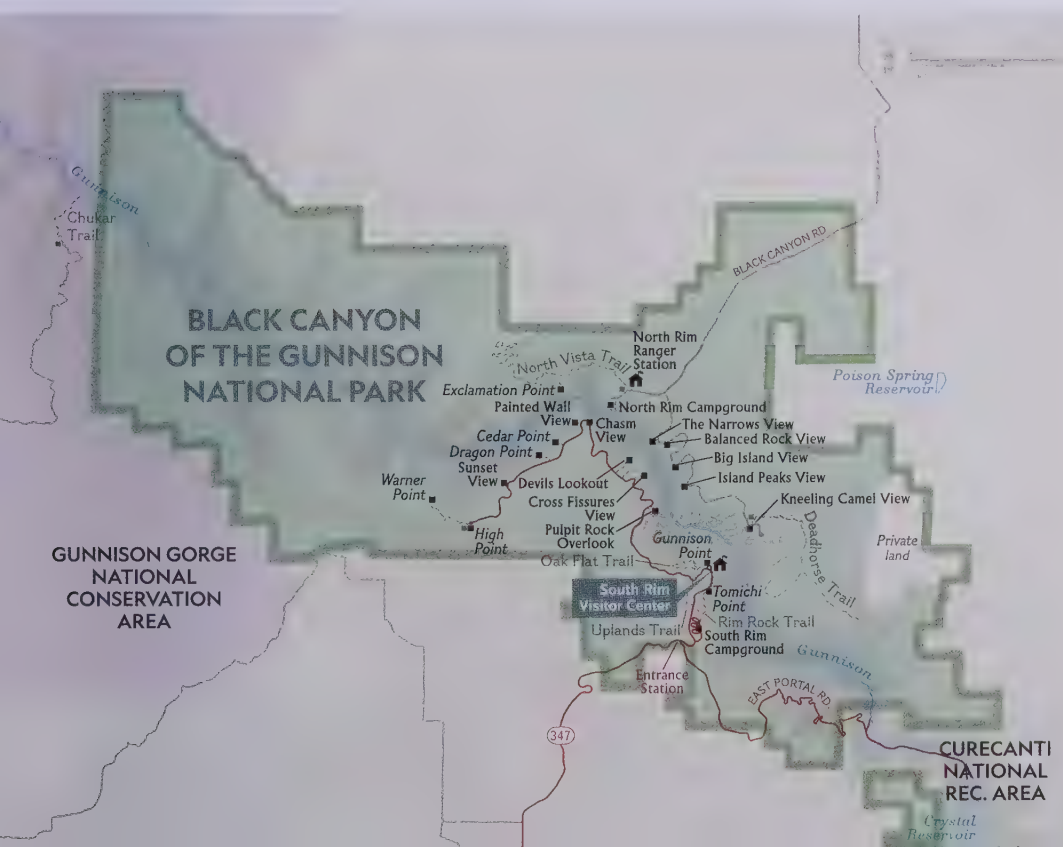 Gunnison
Chukar
Trail
BLACK CANYON RD
BLACK CANYON
OF THE GUNNISON
NATIONAL PARK
North Rim
Ranger
Station
North Vista Trail
Exclamation Point
Poison Spring
Reservoir
Painted Wall
View
North Rim Campground
Chasm
View
The Narrows View
Cedar Point
Balanced Rock View
Dragon Point
Big Island View
Sunset
View
Devils Lookout
Island Peaks View
Warner
Point
Cross Fissures
View
Kneeling Camel View
High
Point
Pulpit Rock
Overlook
Gunnison
Point
Deadhorse Trail
Private
land
GUNNISON GORGE
NATIONAL
CONSERVATION
AREA
Oak Flat Trail
South Rim
Visitor Center
Tomichi
Point
Rim Rock Trail
Uplands Trail
South Rim
Campground
Gunnison
Entrance
Station
EAST PORTAL RD.
347
CURECANTI
NATIONAL
REC. AREA
Crystal
Reservoir